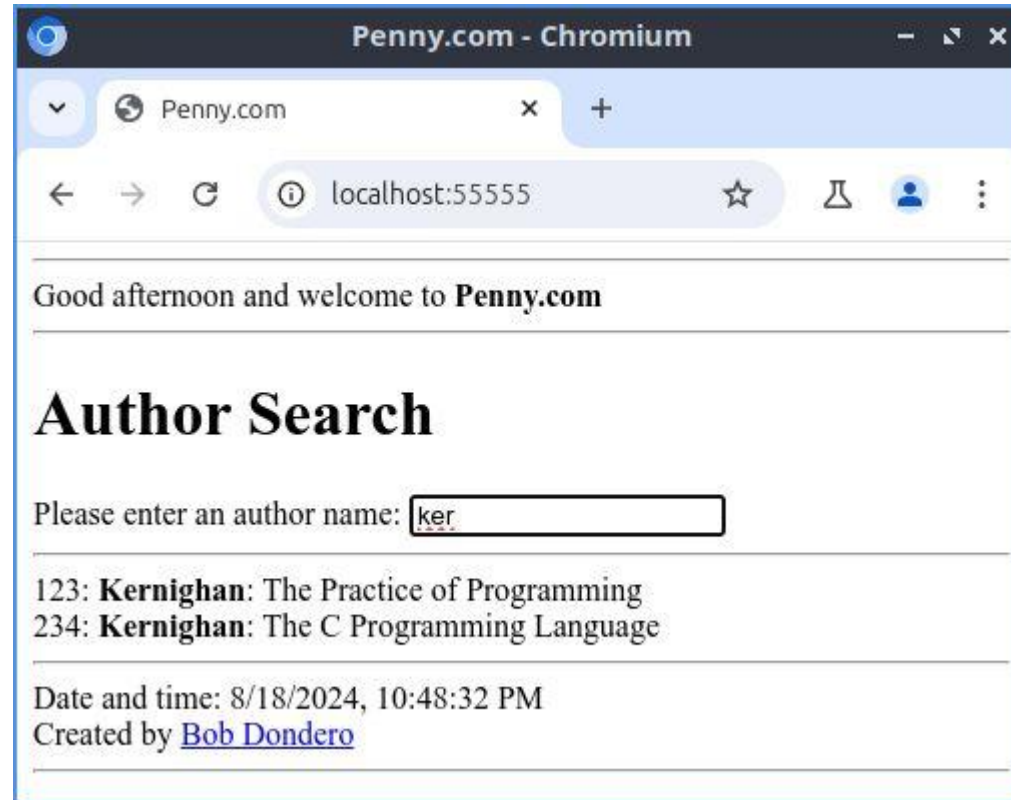 Penny.com - Chromium
Penny.com
localhost:55555
Good afternoon and welcome to Penny.com
Author Search
Please enter an author name: ker
123: Kernighan: The Practice of Programming
234: Kernighan: The C Programming Language
Date and time: 8/18/2024, 10:48:32 PM
Created by Bob Dondero